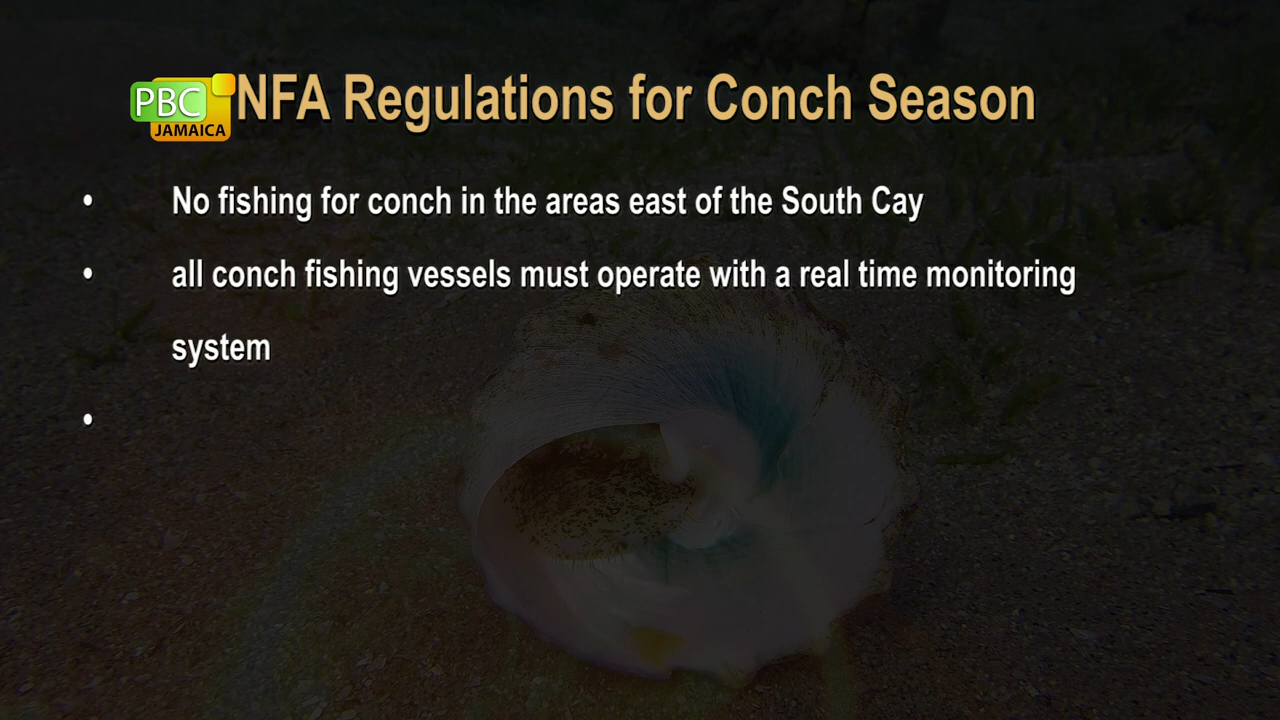 PBC
JAMAICA
NFA Regulations for Conch Season
• No fishing for conch in the areas east of the South Cay
• all conch fishing vessels must operate with a real time monitoring
system
•